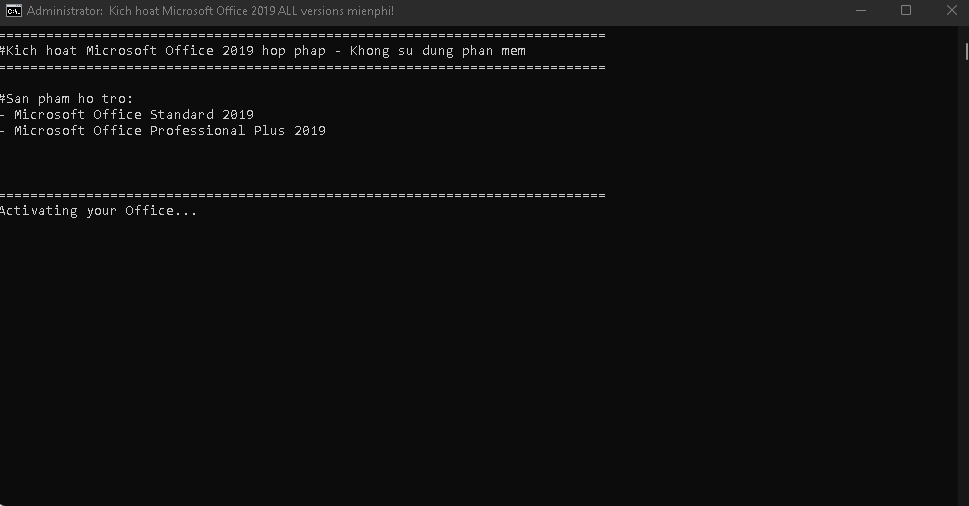 Administrator: Kich hoat Microsoft Office 2019 ALL versions mienphi!
============================================================================
#Kich hoat Microsoft Office 2019 hop phap - Khong su dung phan mem
============================================================================
#San pham ho tro:
- Microsoft Office Standard 2019
- Microsoft Office Professional Plus 2019
============================================================================
Activating your Office...